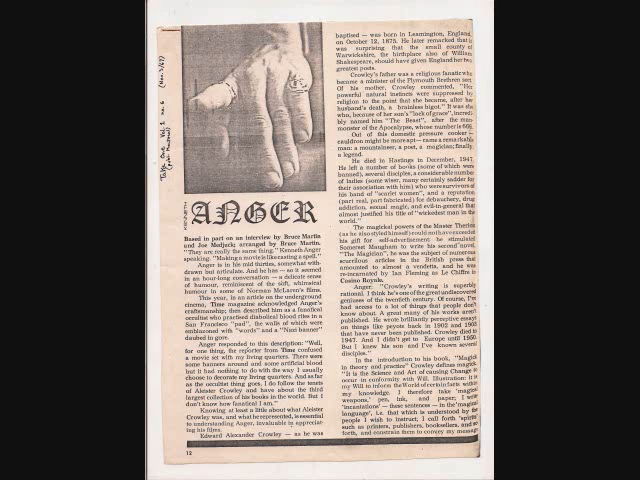 Take One Vol. 1 no. 6
KENNETH
ANGER
Based in part on an interview by Bruce Martin
and Joe Medjuck; arranged by Bruce Martin.
"They are really the same thing." Kenneth Anger
speaking. "Making a movie is like casting a spell."
Anger is in his mid thirties, somewhat with-
drawn but articulate. And he has — or so it seemed
in an hour-long conversation — a delicate sense
of humour, reminiscent of the soft, whimsical
humour in some of Norman McLaren's films.
This year, in an article on the underground
cinema, Time magazine acknowledged Anger's
craftsmanship; then described him as a fanatical
occultist who practised diabolical blood rites in a
San Francisco "pad", the walls of which were
emblazoned with "words" and a "Nazi banner"
daubed in gore.
Anger responded to this description: "Well,
for one thing, the reporter from Time confused
a movie set with my living quarters. There were
some banners around and some artificial blood
but it had nothing to do with the way I usually
choose to decorate my living quarters. And as far
as the occultist thing goes, I do follow the tenets
of Aleister Crowley and have about the third
largest collection of his books in the world. But I
don't know how fanatical I am."
Knowing at least a little about what Aleister
Crowley was, and what he represented, is essential
to understanding Anger, invaluable in appreciat-
ing his films.
Edward Alexander Crowley — as he was
12
baptised — was born in Leamington, England,
on October 12, 1875. He later remarked that it
was surprising that the small county of
Warwickshire, the birthplace also of William
Shakespeare, should have given England her two
greatest poets.
Crowley's father was a religious fanatic who
became a minister of the Plymouth Brethren sect.
Of his mother, Crowley commented, "Her
powerful natural instincts were suppressed by
religion to the point that she became, after her
husband's death, a brainless bigot." It was she
who, because of her son's "lack of grace", incredi-
bly named him "The Beast", after the man-
monster of the Apocalypse, whose number is 666.
Out of this domestic pressure cooker —
cauldron might be more apt — came a remarkable
man: a mountaineer, a poet, a magician; finally,
a legend.
He died in Hastings in December, 1947.
He left a number of books (some of which were
banned), several disciples, a considerable number
of ladies (some wiser, many certainly sadder for
their association with him) who were survivors of
his band of "scarlet women", and a reputation
(part real, part fabricated) for debauchery, drug
addiction, sexual magic, and evil-in-general that
almost justified his title of "wickedest man in the
world."
The magickal powers of the Master Therion
(as he also styled himself) could not have exceeded
his gift for self-advertisement: he stimulated
Somerset Maugham to write his second novel,
"The Magician", he was the subject of numerous
scurrilous articles in the British press that
amounted to almost a vendetta, and he was
re-incarnated by Ian Fleming as Le Chiffre in
Casino Royale.
Anger: "Crowley's writing is superbly
rational. I think he's one of the great undiscovered
geniuses of the twentieth century. Of course, I've
had access to a lot of things that people don't
know about. A great many of his works aren't
published. He wrote brilliantly perceptive essays
on things like peyote back in 1902 and 1903
that have never been published. Crowley died in
1947. And I didn't get to Europe until 1950.
But I knew his son and I've known several
disciples."
In the introduction to his book, "Magick
in theory and practice" Crowley defines magick.
"It is the Science and Art of causing Change to
occur in conformity with Will. Illustration: It is
my Will to inform the World of certain facts within
my knowledge. I therefore take 'magical
weapons,' pen, ink, and paper; I write
'incantations' — these sentences — in the 'magical
language', i.e. that which is understood by the
people I wish to instruct; I call forth 'spirits'
such as printers, publishers, booksellers, and so
forth, and constrain them to convey my message